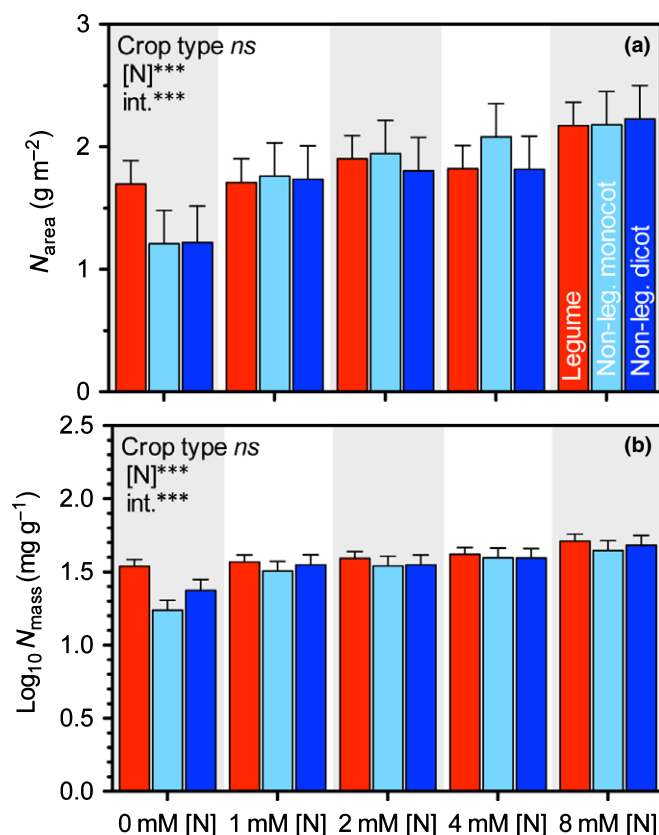 3
2
1
0
N area (g m−2)
Crop type ns
[N]***
int.***
(a)
Legume
Non-leg. monocot
Non-leg. dicot
2.5
2.0
1.5
1.0
0.5
0.0
Log10 Nmass (mg g−1)
Crop type ns
[N]***
int.***
(b)
0 mM [N] 1 mM [N] 2 mM [N] 4 mM [N] 8 mM [N]